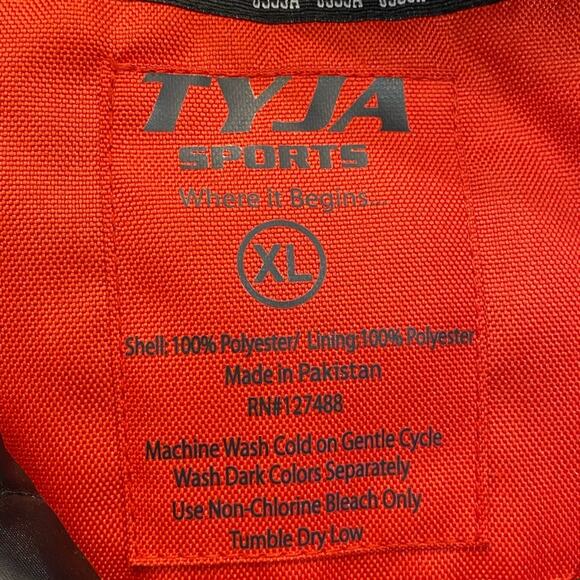 TYJA
SPORTS
Where it Begins...
XL
Shell: 100% Polyester/ Lining:100% Polyester
Made in Pakistan
RN#127488
Machine Wash Cold on Gentle Cycle
Wash Dark Colors Separately
Use Non-Chlorine Bleach Only
Tumble Dry Low